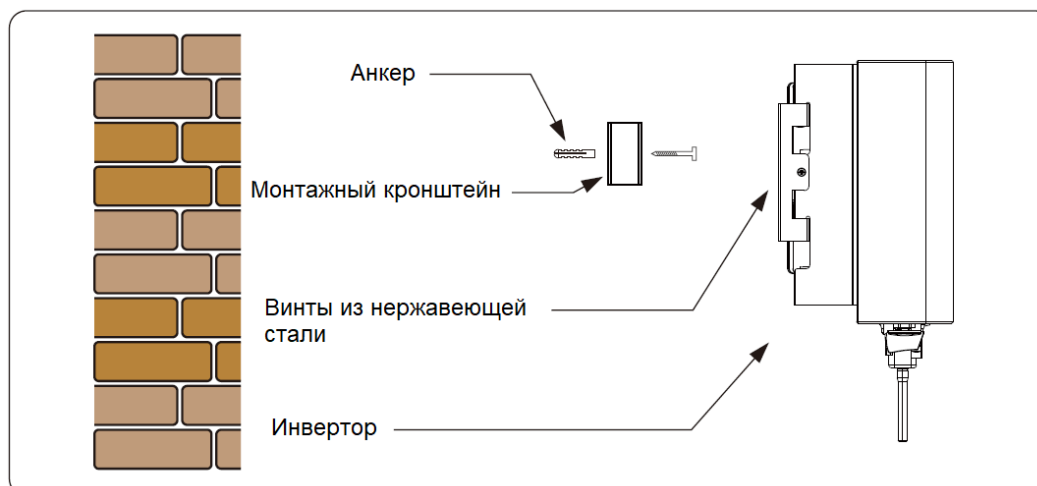 Анкер
Монтажный кронштейн
Винты из нержавеющей
стали
Инвертор